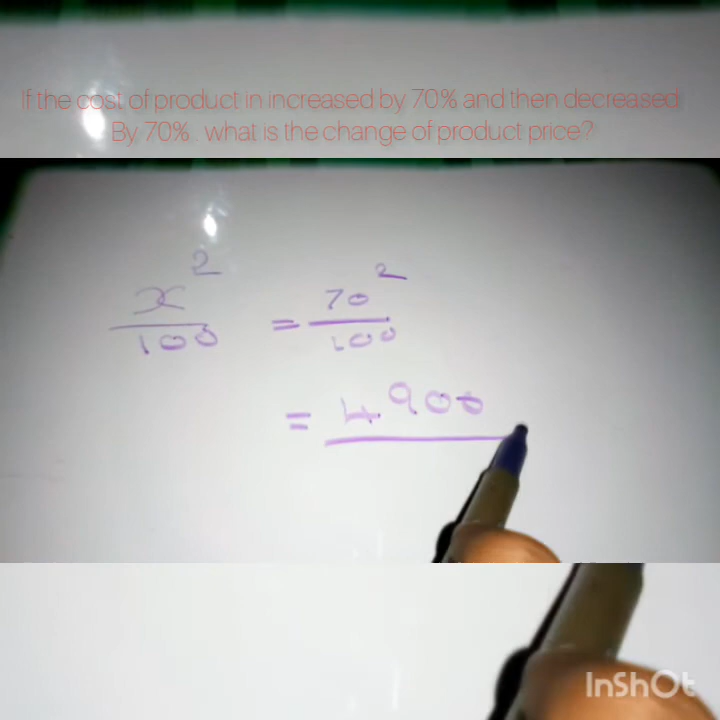 If the cost of product in increased by 70% and then decreased
By 70% . what is the change of product price?
x² / 100 = 70² / 100
= 4900
InShOt